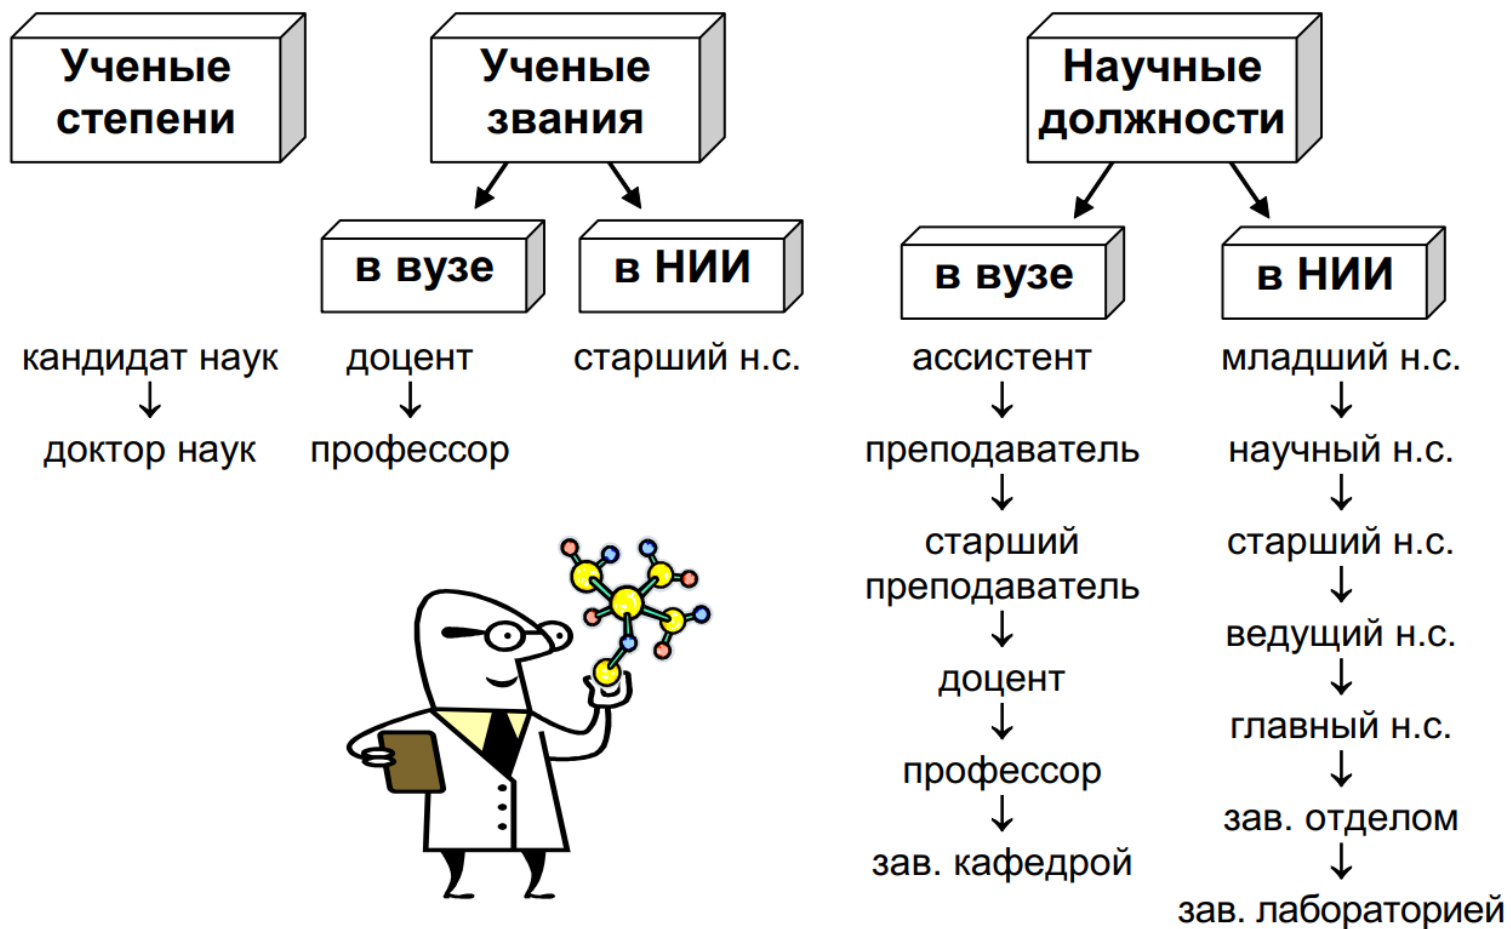 Ученые
степени
Ученые
звания
Научные
должности
в вузе
в НИИ
в вузе
в НИИ
кандидат наук
доктор наук
доцент
профессор
старший н.с.
ассистент
преподаватель
старший
преподаватель
доцент
профессор
зав. кафедрой
младший н.с.
научный н.с.
старший н.с.
ведущий н.с.
главный н.с.
зав. отделом
зав. лабораторией